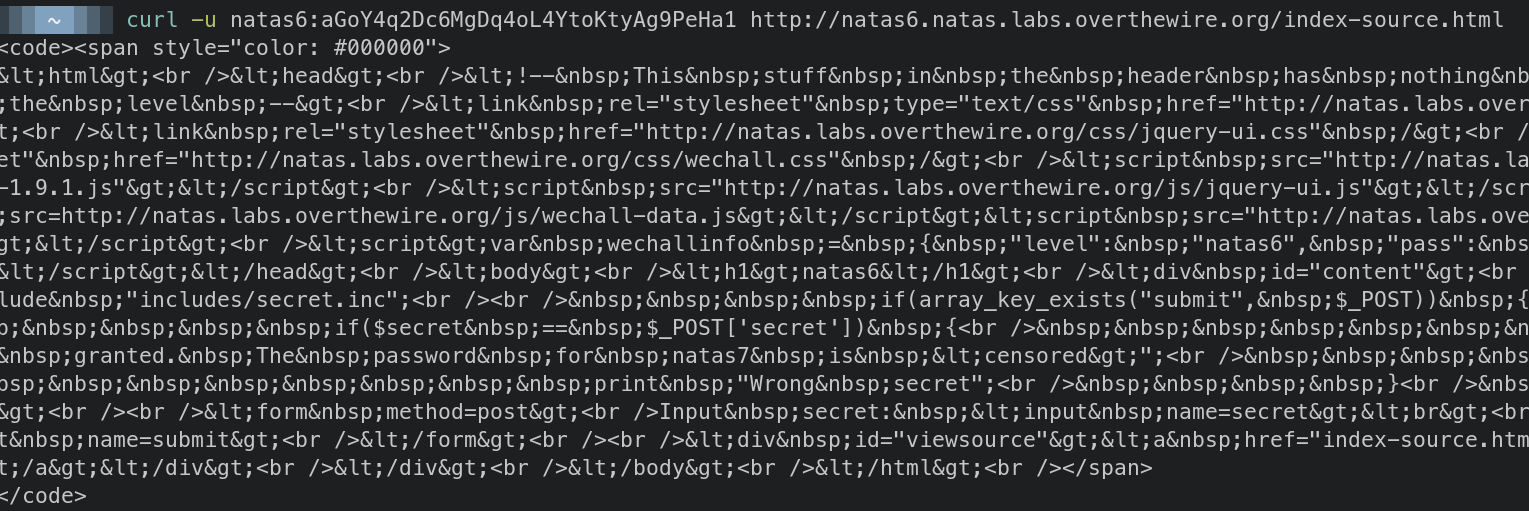 ~ curl -u natas6:aGoY4q2Dc6MgDq4oL4YtoKtyAg9PeHa1 http://natas6.natas.labs.overthewire.org/index-source.html
<code><span style="color: #000000">
&lt;html&gt;<br />&lt;head&gt;<br />&lt;!--&nbsp;This&nbsp;stuff&nbsp;in&nbsp;the&nbsp;header&nbsp;has&nbsp;nothing&nb
;the&nbsp;level&nbsp;--&gt;<br />&lt;link&nbsp;rel="stylesheet"&nbsp;type="text/css"&nbsp;href="http://natas.labs.over
t;<br />&lt;link&nbsp;rel="stylesheet"&nbsp;href="http://natas.labs.overthewire.org/css/jquery-ui.css"&nbsp;/&gt;<br /
et"&nbsp;href="http://natas.labs.overthewire.org/css/wechall.css"&nbsp;/&gt;<br />&lt;script&nbsp;src="http://natas.la
-1.9.1.js"&gt;&lt;/script&gt;<br />&lt;script&nbsp;src="http://natas.labs.overthewire.org/js/jquery-ui.js"&gt;&lt;/scr
;src=http://natas.labs.overthewire.org/js/wechall-data.js&gt;&lt;/script&gt;&lt;script&nbsp;src="http://natas.labs.ove
gt;&lt;/script&gt;<br />&lt;script&gt;var&nbsp;wechallinfo&nbsp;=&nbsp;{&nbsp;"level":&nbsp;"natas6",&nbsp;"pass":&nbs
&lt;/script&gt;&lt;/head&gt;<br />&lt;body&gt;<br />&lt;h1&gt;natas6&lt;/h1&gt;<br />&lt;div&nbsp;id="content"&gt;<br
lude&nbsp;"includes/secret.inc";<br /><br />&nbsp;&nbsp;&nbsp;&nbsp;if(array_key_exists("submit",&nbsp;$_POST))&nbsp;{
p;&nbsp;&nbsp;&nbsp;&nbsp;if($secret&nbsp;==&nbsp;$_POST['secret'])&nbsp;{<br />&nbsp;&nbsp;&nbsp;&nbsp;&nbsp;&nbsp;&n
&nbsp;granted.&nbsp;The&nbsp;password&nbsp;for&nbsp;natas7&nbsp;is&nbsp;&lt;censored&gt;";<br />&nbsp;&nbsp;&nbsp;&nbs
bsp;&nbsp;&nbsp;&nbsp;&nbsp;&nbsp;&nbsp;&nbsp;print&nbsp;"Wrong&nbsp;secret";<br />&nbsp;&nbsp;&nbsp;&nbsp;}<br />&nbs
&gt;<br /><br />&lt;form&nbsp;method=post&gt;<br />Input&nbsp;secret:&nbsp;&lt;input&nbsp;name=secret&gt;&lt;br&gt;<br
t&nbsp;name=submit&gt;<br />&lt;/form&gt;<br /><br />&lt;div&nbsp;id="viewsource"&gt;&lt;a&nbsp;href="index-source.htm
t;/a&gt;&lt;/div&gt;<br />&lt;/div&gt;<br />&lt;/body&gt;<br />&lt;/html&gt;<br /></span>
</code>